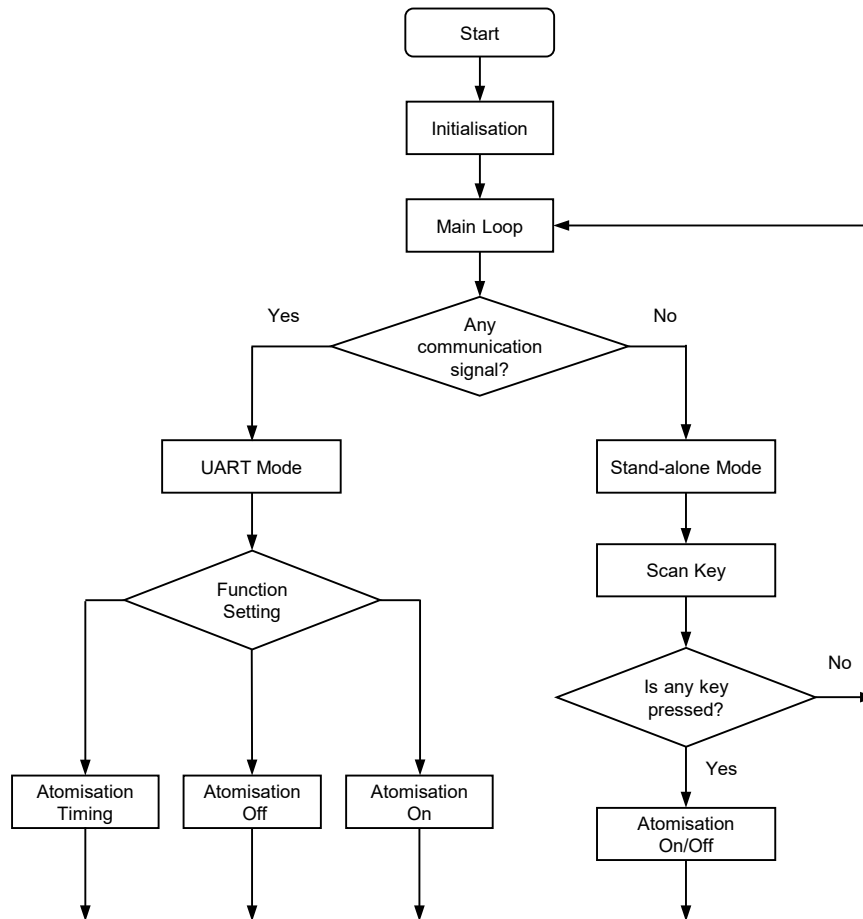 Start
Initialisation
Main Loop
Yes
No
Any
communication
signal?
UART Mode
Stand-alone Mode
Function
Setting
Scan Key
Is any key
pressed?
No
Yes
Atomisation
Timing
Atomisation
Off
Atomisation
On
Atomisation
On/Off